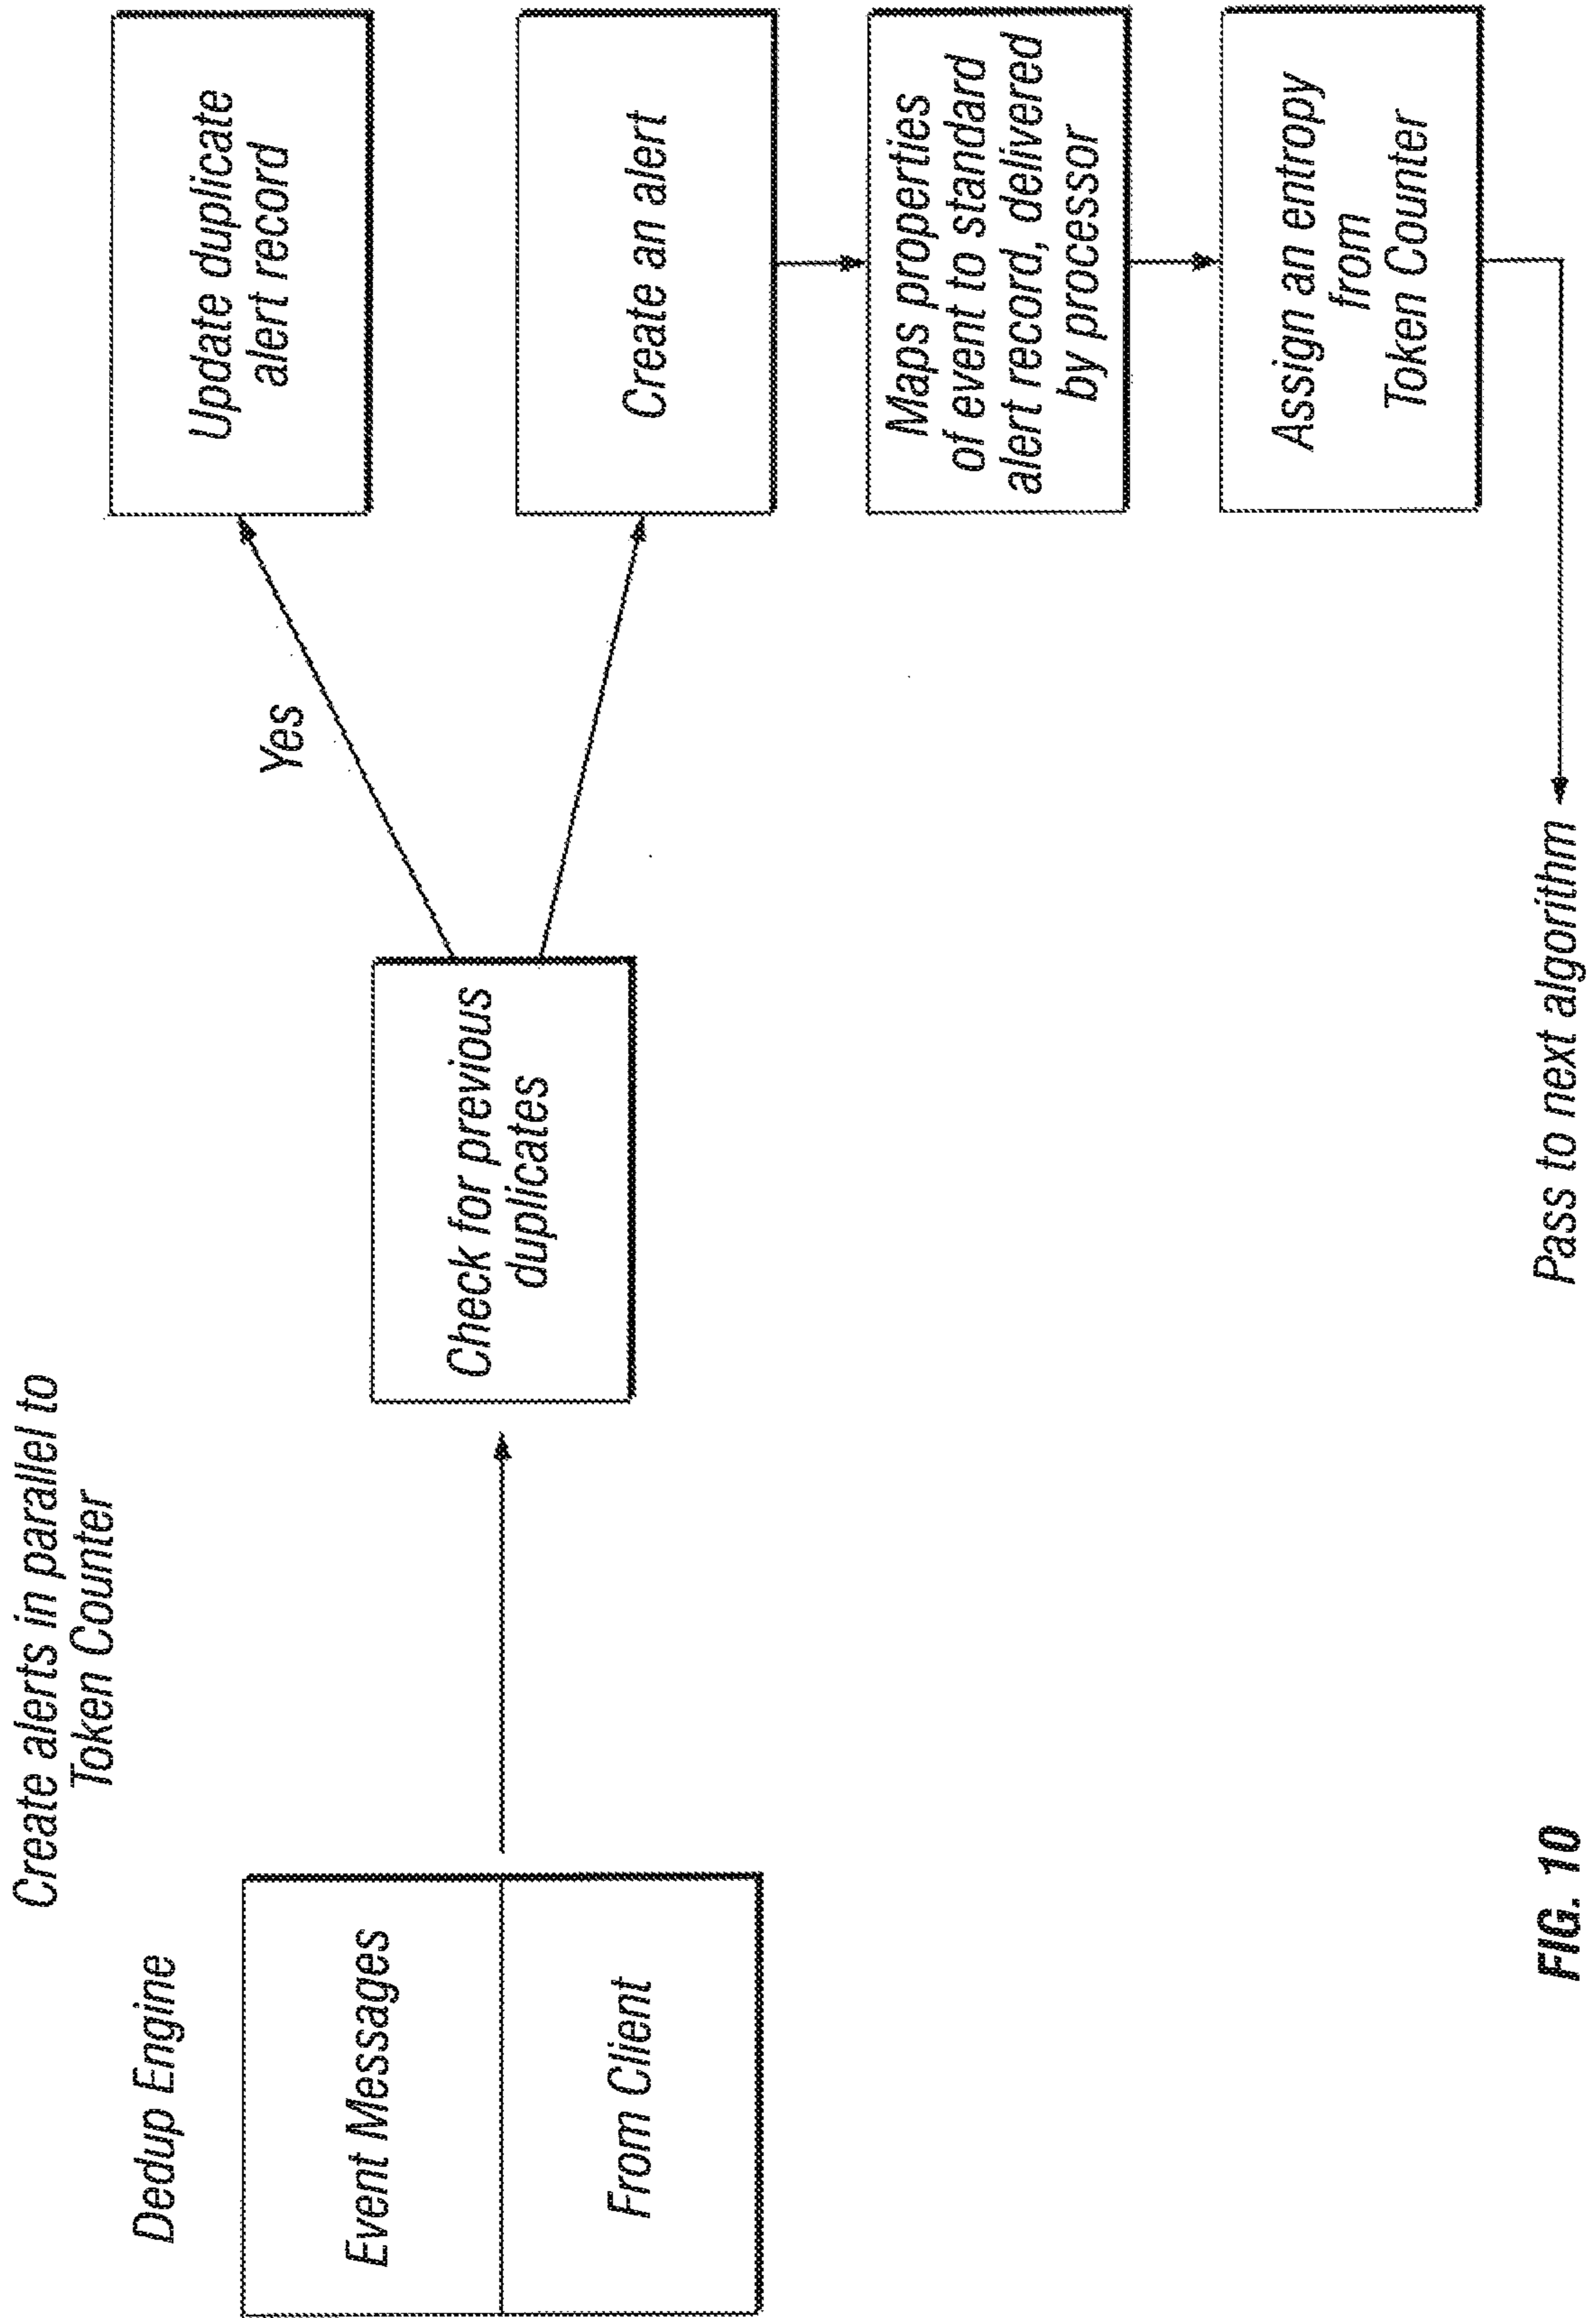 Create alerts in parallel to
Token Counter
Dedup Engine
Event Messages
From Client
Check for previous
duplicates
Yes
Update duplicate
alert record
Create an alert
Maps properties
of event to standard
alert record, delivered
by processor
Assign an entropy
from
Token Counter
Pass to next algorithm
FIG. 10